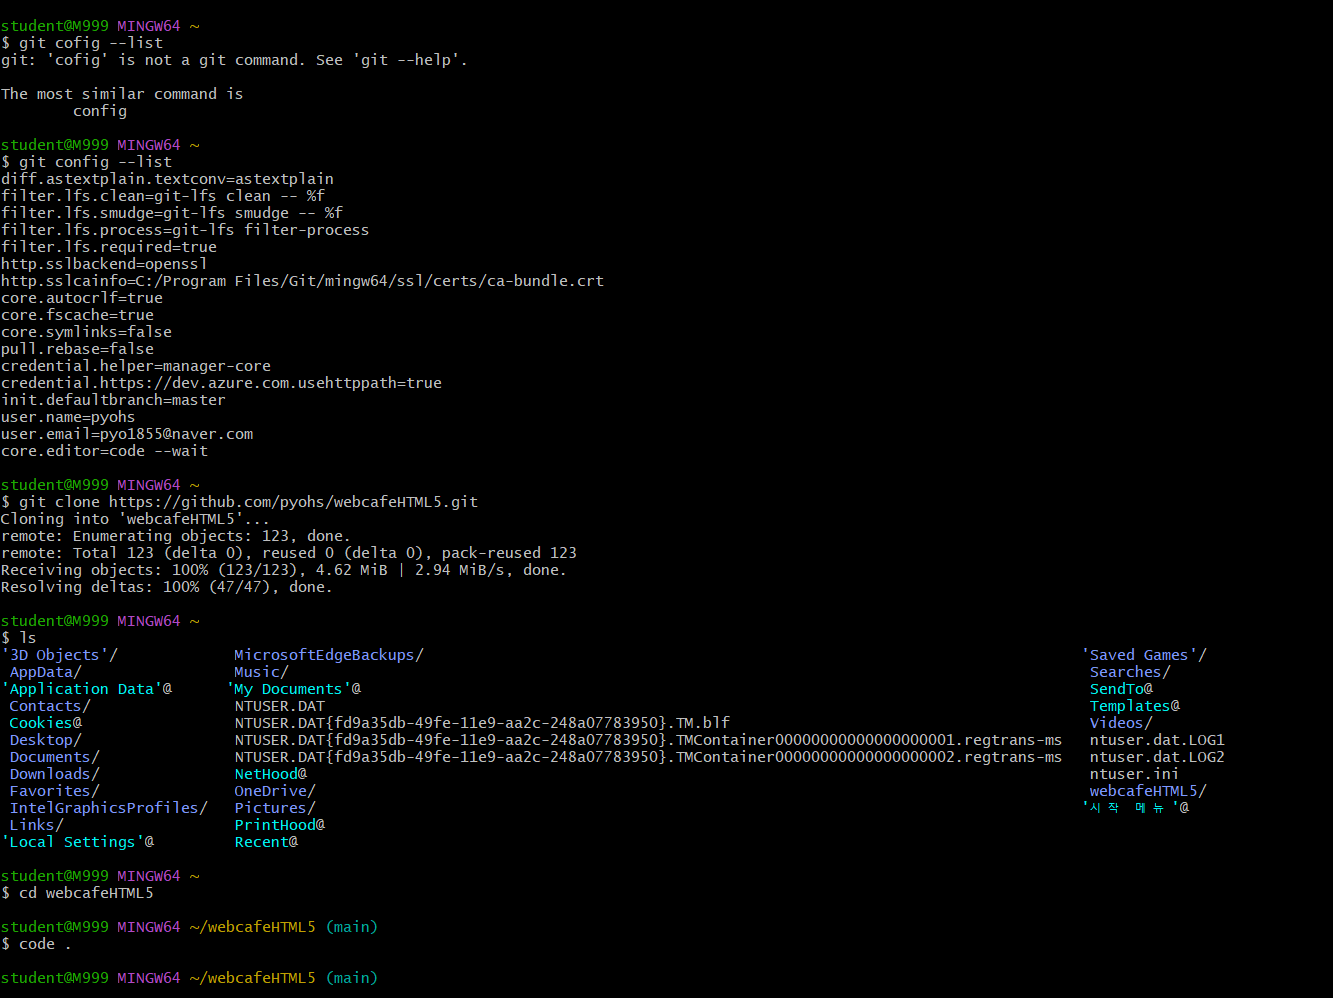 student@M999 MINGW64 ~
$ git cofig --list
git: 'cofig' is not a git command. See 'git --help'.
The most similar command is
config
student@M999 MINGW64 ~
$ git config --list
diff.astextplain.textconv=astextplain
filter.lfs.clean=git-lfs clean -- %f
filter.lfs.smudge=git-lfs smudge -- %f
filter.lfs.process=git-lfs filter-process
filter.lfs.required=true
http.sslbackend=openssl
http.sslcainfo=C:/Program Files/Git/mingw64/ssl/certs/ca-bundle.crt
core.autocrlf=true
core.fscache=true
core.symlinks=false
pull.rebase=false
credential.helper=manager-core
credential.https://dev.azure.com.usehttppath=true
init.defaultbranch=master
user.name=pyohs
user.email=pyo1855@naver.com
core.editor=code --wait
student@M999 MINGW64 ~
$ git clone https://github.com/pyohs/webcafeHTML5.git
Cloning into 'webcafeHTML5'...
remote: Enumerating objects: 123, done.
remote: Total 123 (delta 0), reused 0 (delta 0), pack-reused 123
Receiving objects: 100% (123/123), 4.62 MiB | 2.94 MiB/s, done.
Resolving deltas: 100% (47/47), done.
student@M999 MINGW64 ~
$ ls
'3D Objects'/ MicrosoftEdgeBackups/ 'Saved Games'/
AppData/ Music/ Searches/
'Application Data'@ 'My Documents'@ SendTo@
Contacts/ NTUSER.DAT Templates@
Cookies@ NTUSER.DAT{fd9a35db-49fe-11e9-aa2c-248a07783950}.TM.blf Videos/
Desktop/ NTUSER.DAT{fd9a35db-49fe-11e9-aa2c-248a07783950}.TMContainer00000000000000000001.regtrans-ms ntuser.dat.LOG1
Documents/ NTUSER.DAT{fd9a35db-49fe-11e9-aa2c-248a07783950}.TMContainer00000000000000000002.regtrans-ms ntuser.dat.LOG2
Downloads/ NetHood@ ntuser.ini
Favorites/ OneDrive/ webcafeHTML5/
IntelGraphicsProfiles/ Pictures/ '시작 메뉴'@
Links/ PrintHood@
'Local Settings'@ Recent@
student@M999 MINGW64 ~
$ cd webcafeHTML5
student@M999 MINGW64 ~/webcafeHTML5 (main)
$ code .
student@M999 MINGW64 ~/webcafeHTML5 (main)